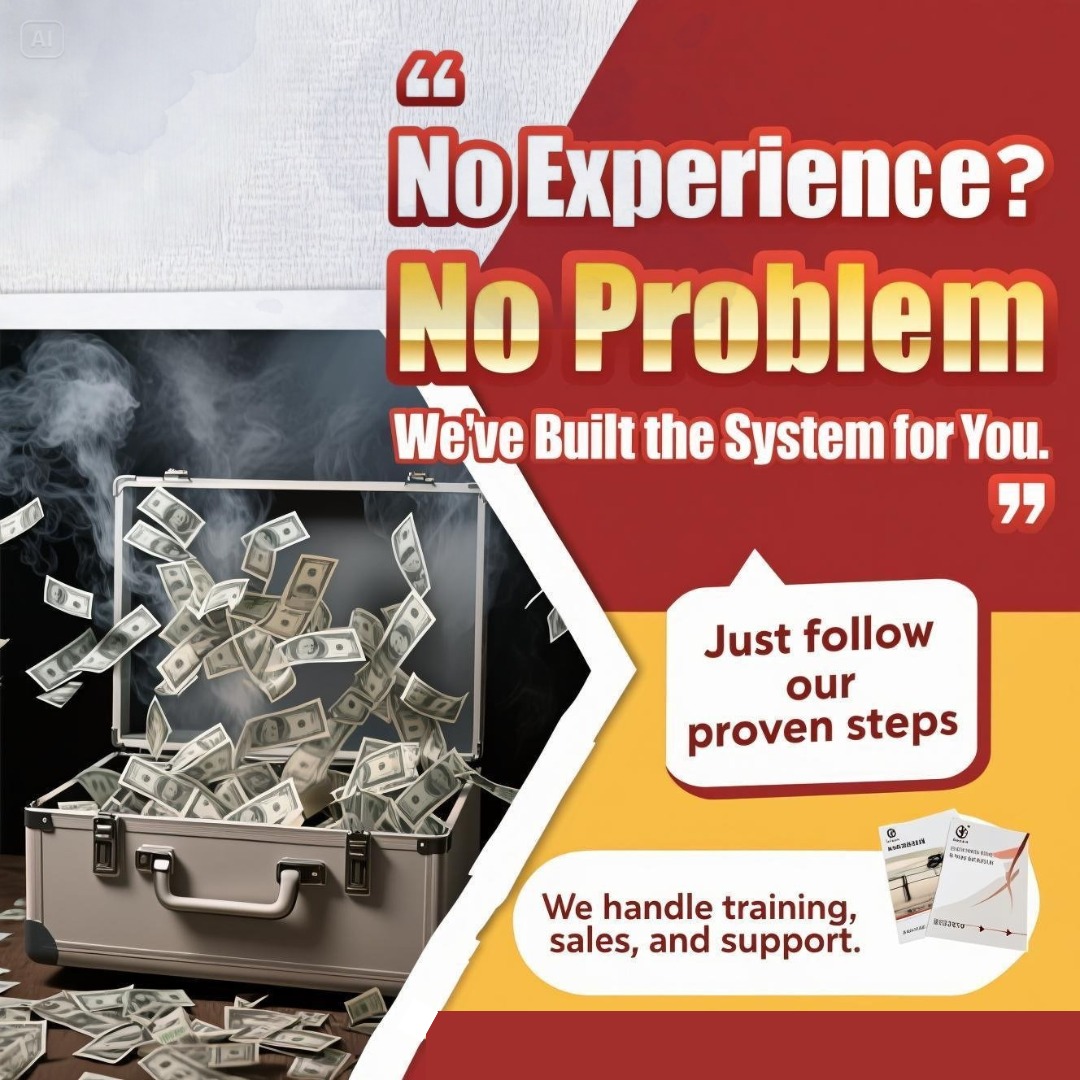 AI
“
No Experience?
No Problem
We've Built the System for You.
”
Just follow
our
proven steps
We handle training,
sales, and support.